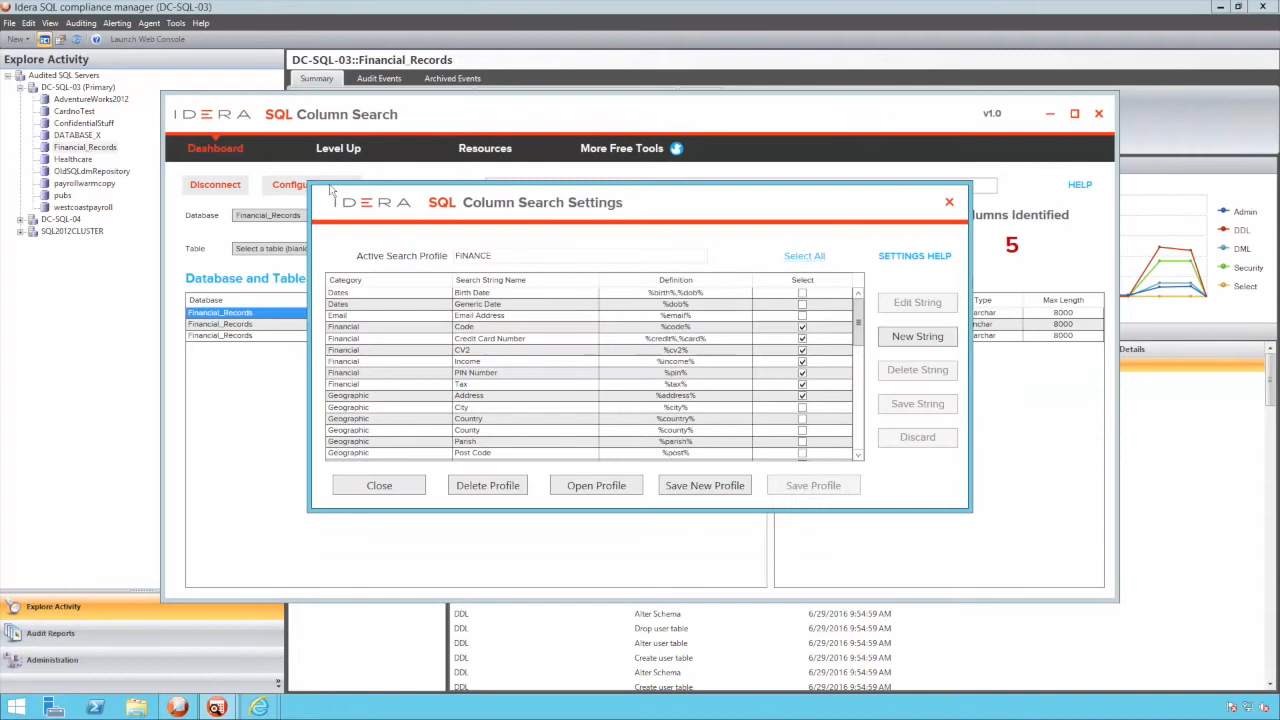 Idera SQL compliance manager (DC-SQL-03)
File Edit View Auditing Alerting Agent Tools Help
New Launch Web Console
Explore Activity
DC-SQL-03::Financial_Records
Audited SQL Servers
Summary Audit Events Archived Events
DC-SQL-03 (Primary)
AdventureWorks2012
CardnoTest
ConfidentialStuff
DATABASE_X
Financial_Records
Healthcare
OldSQLdmRepository
payrollwarmcopy
pubs
westcoastpayroll
DC-SQL-04
SQL2012CLUSTER
IDERA SQL Column Search v1.0
Dashboard Level Up Resources More Free Tools
Disconnect Configu HELP
Database Financial_Records
umns Identified
5
Table Select a table (blank
Database and Table
Database
Financial_Records
Financial_Records
Financial_Records
IDERA SQL Column Search Settings
Active Search Profile FINANCE Select All SETTINGS HELP
Category Search String Name Definition Select
Dates Birth Date %birth%,%dob%
Dates Generic Date %dob%
Email Email Address %email%
Financial Code %code%
Financial Credit Card Number %credit%,%card%
Financial CV2 %cv2%
Financial Income %income%
Financial PIN Number %pin%
Financial Tax %tax%
Geographic Address %address%
Geographic City %city%
Geographic Country %country%
Geographic County %county%
Geographic Parish %parish%
Geographic Post Code %post%
Edit String
New String
Delete String
Save String
Discard
Close Delete Profile Open Profile Save New Profile Save Profile
Type Max Length
archar 8000
nchar 8000
archar 8000
Admin
DDL
DML
Security
Select
Details
Explore Activity
Audit Reports
Administration
DDL Alter Schema 6/29/2016 9:54:59 AM
DDL Drop user table 6/29/2016 9:54:59 AM
DDL Alter user table 6/29/2016 9:54:59 AM
DDL Create user table 6/29/2016 9:54:59 AM
DDL Alter Schema 6/29/2016 9:54:59 AM
DDL Create user table 6/29/2016 9:54:59 AM